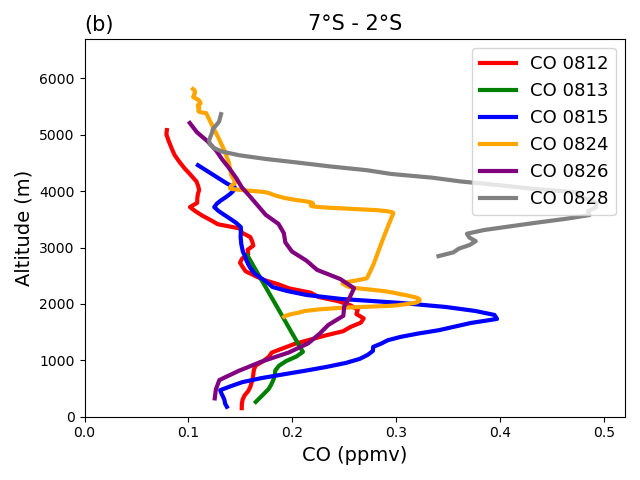 (b)
7°S - 2°S
CO 0812
CO 0813
CO 0815
CO 0824
CO 0826
CO 0828
Altitude (m)
6000
5000
4000
3000
2000
1000
0
0.0 0.1 0.2 0.3 0.4 0.5
CO (ppmv)